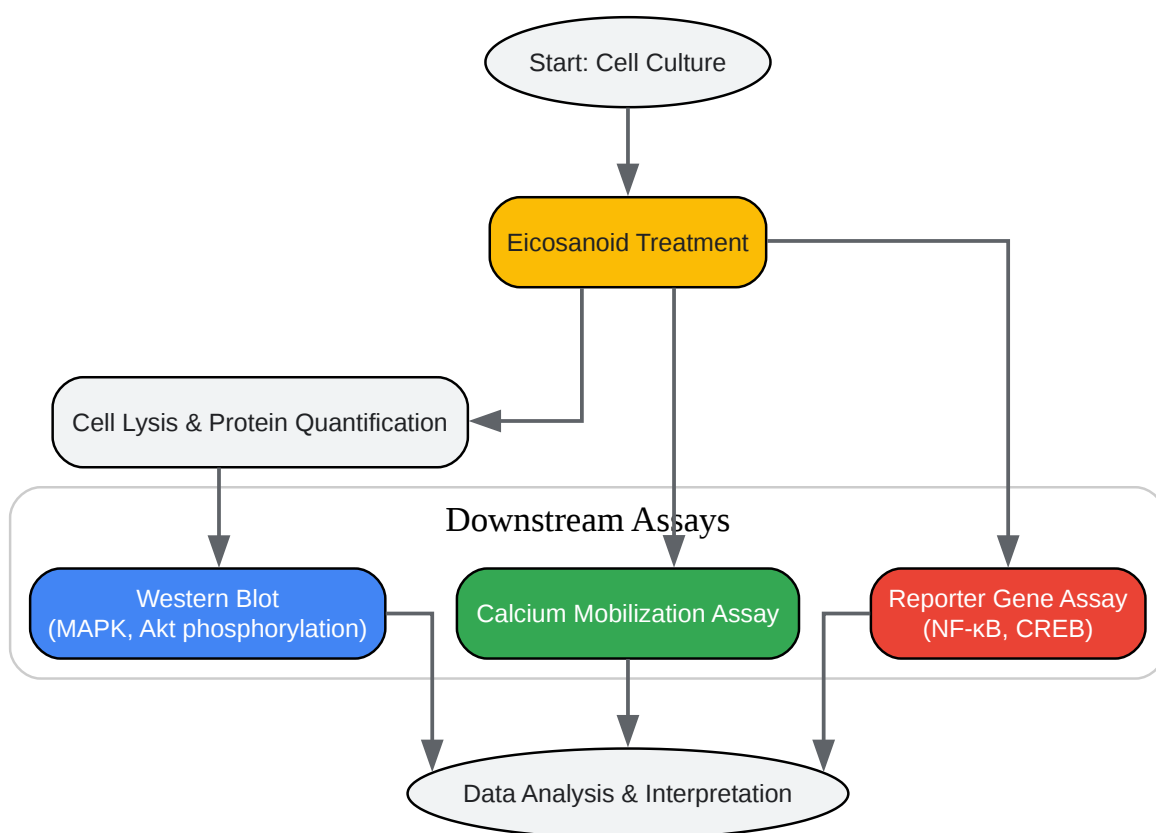 Start: Cell Culture
Eicosanoid Treatment
Cell Lysis & Protein Quantification
Downstream Assays
Western Blot
(MAPK, Akt phosphorylation)
Calcium Mobilization Assay
Reporter Gene Assay
(NF-κB, CREB)
Data Analysis & Interpretation